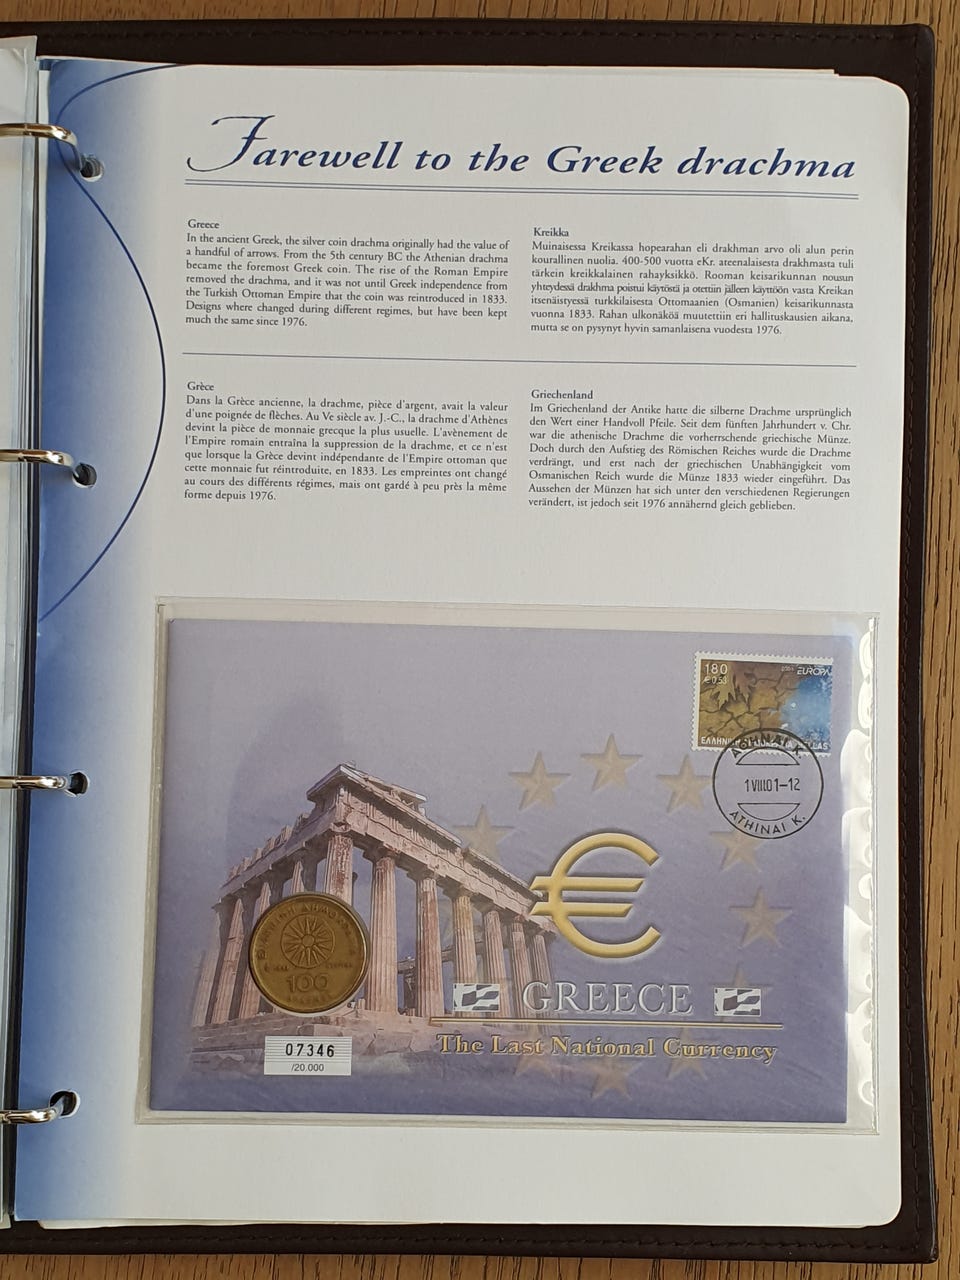 Farewell to the Greek drachma
Greece
In the ancient Greek, the silver coin drachma originally had the value of
a handful of arrows. From the 5th century BC the Athenian drachma
became the foremost Greek coin. The rise of the Roman Empire
removed the drachma, and it was not until Greek independence from
the Turkish Ottoman Empire that the coin was reintroduced in 1833.
Designs where changed during different regimes, but have been kept
much the same since 1976.
Kreikka
Muinaisessa Kreikassa hopearahan eli drakhman arvo oli alun perin
kourallinen nuolia. 400-500 vuotta eKr. ateenalaisesta drakhmasta tuli
tärkein kreikkalainen rahayksikkö. Rooman keisarikunnan nousun
yhteydessä drakhma poistui käytöstä ja otettiin jälleen käyttöön vasta Kreikan
itsenäistyessä turkkilaisesta Ottomaanien (Osmanien) keisarikunnasta
vuonna 1833. Rahan ulkonäköä muutettiin eri hallituskausien aikana,
mutta se on pysynyt hyvin samanlaisena vuodesta 1976.
Grèce
Dans la Grèce ancienne, la drachme, pièce d'argent, avait la valeur
d'une poignée de flèches. Au Ve siècle av. J.-C., la drachme d'Athènes
devint la pièce de monnaie grecque la plus usuelle. L'avènement de
l'Empire romain entraîna la suppression de la drachme, et ce n'est
que lorsque la Grèce devint indépendante de l'Empire ottoman que
cette monnaie fut réintroduite, en 1833. Les empreintes ont changé
au cours des différents régimes, mais ont gardé à peu près la même
forme depuis 1976.
Griechenland
Im Griechenland der Antike hatte die silberne Drachme ursprünglich
den Wert einer Handvoll Pfeile. Seit dem fünften Jahrhundert v. Chr.
war die athenische Drachme die vorherrschende griechische Münze.
Doch durch den Aufstieg des Römischen Reiches wurde die Drachme
verdrängt, und erst nach der griechischen Unabhängigkeit vom
Osmanischen Reich wurde die Münze 1833 wieder eingeführt. Das
Aussehen der Münzen hat sich unter den verschiedenen Regierungen
verändert, ist jedoch seit 1976 annähernd gleich geblieben.
180
€0,53
2001 EUROPA
HELLAS
ΑΘΗΝΑΙ Κ.
1 VIII 01-12
ATHINAI K.
€
100
GREECE
The Last National Currency
07346
/20.000